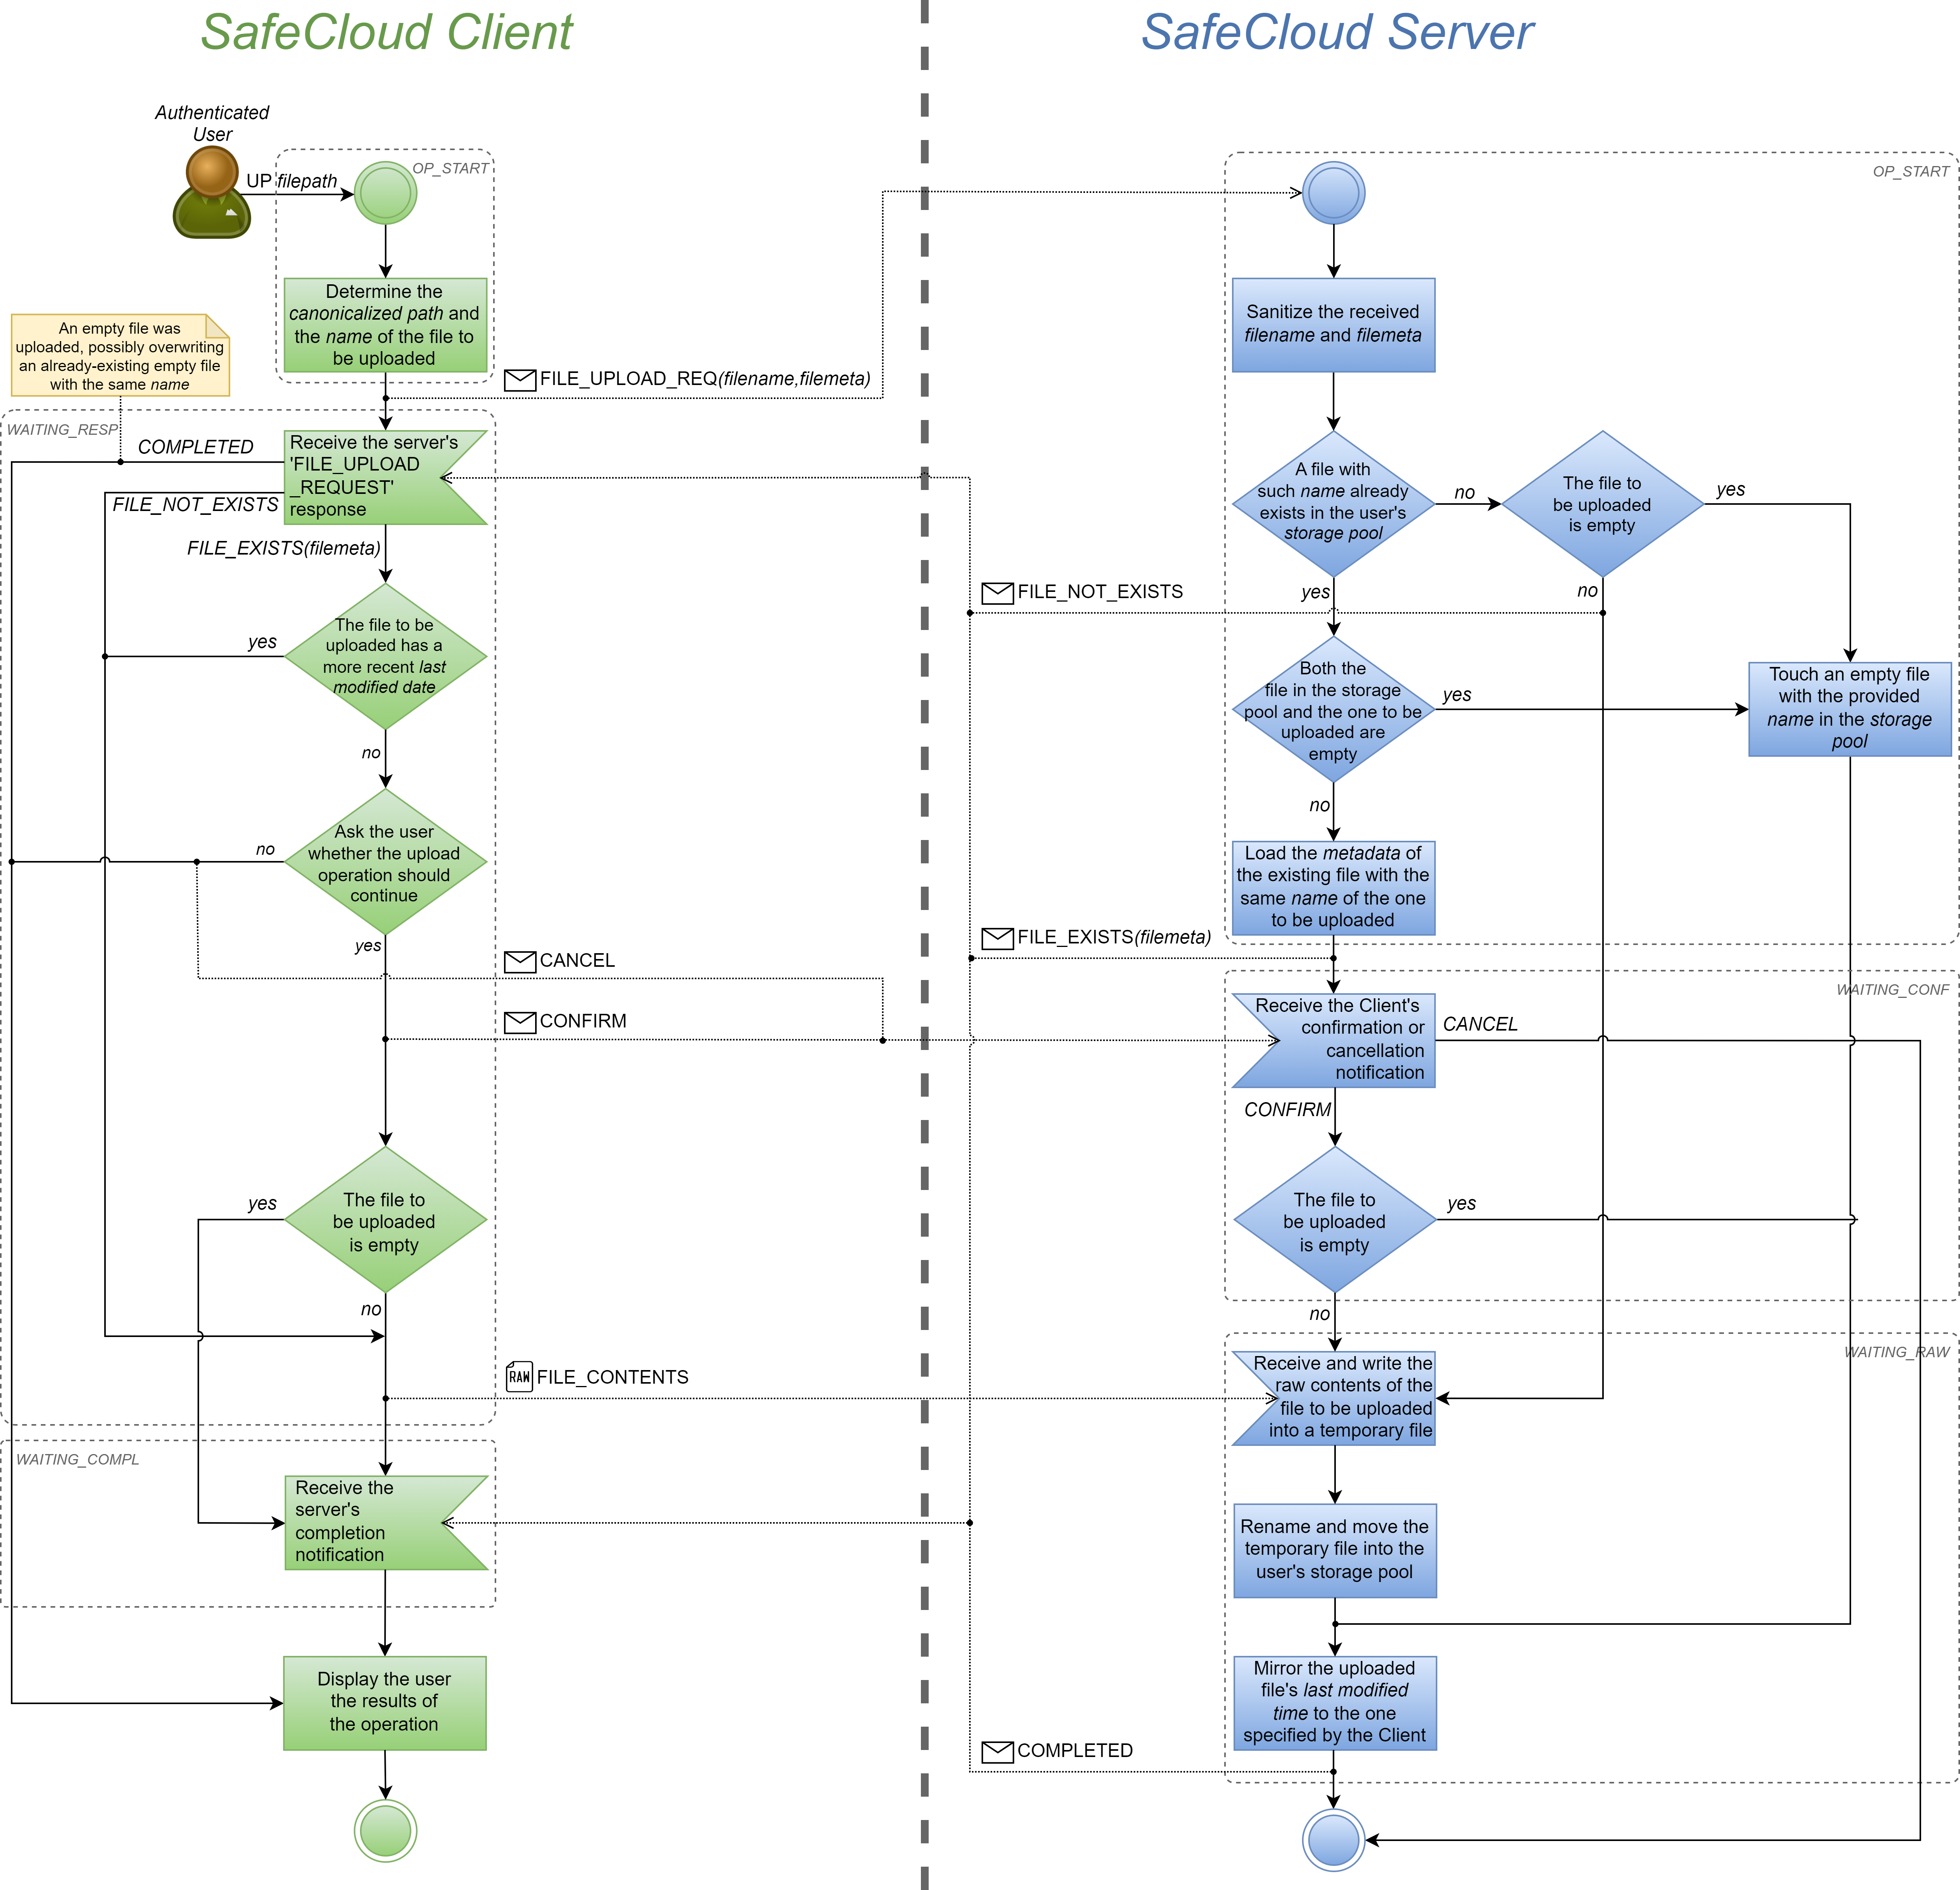 SafeCloud Client
SafeCloud Server
Authenticated
User
UP filepath
OP_START
Determine the
canonicalized path and
the name of the file to
be uploaded
An empty file was
uploaded, possibly overwriting
an already-existing empty file
with the same name
FILE_UPLOAD_REQ(filename,filemeta)
WAITING_RESP
COMPLETED
FILE_NOT_EXISTS
Receive the server's
'FILE_UPLOAD
_REQUEST'
response
FILE_EXISTS(filemeta)
The file to be
uploaded has a
more recent last
modified date
yes
no
Ask the user
whether the upload
operation should
continue
no
yes
CANCEL
CONFIRM
The file to
be uploaded
is empty
yes
no
RAW
FILE_CONTENTS
WAITING_COMPL
Receive the
server's
completion
notification
Display the user
the results of
the operation
OP_START
Sanitize the received
filename and filemeta
A file with
such name already
exists in the user's
storage pool
no
The file to
be uploaded
is empty
yes
yes
no
FILE_NOT_EXISTS
Both the
file in the storage
pool and the one to be
uploaded are
empty
yes
Touch an empty file
with the provided
name in the storage
pool
no
Load the metadata of
the existing file with the
same name of the one
to be uploaded
FILE_EXISTS(filemeta)
WAITING_CONF
Receive the Client's
confirmation or
cancellation
notification
CANCEL
CONFIRM
The file to
be uploaded
is empty
yes
no
WAITING_RAW
Receive and write the
raw contents of the
file to be uploaded
into a temporary file
Rename and move the
temporary file into the
user's storage pool
Mirror the uploaded
file's last modified
time to the one
specified by the Client
COMPLETED